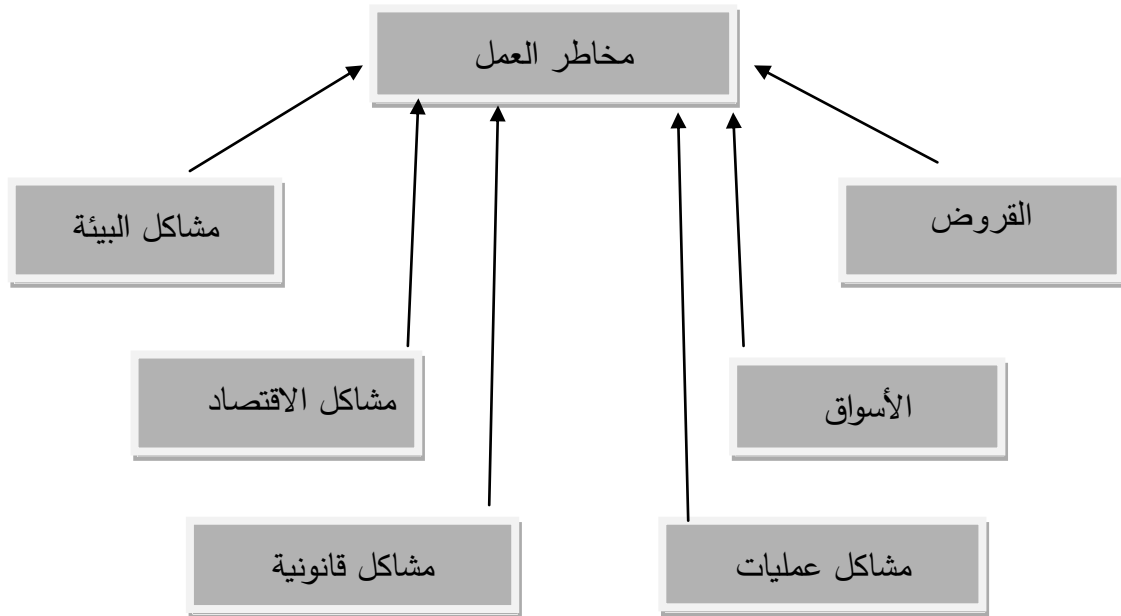 مخاطر العمل
القروض
مشاكل البيئة
الأسواق
مشاكل الاقتصاد
مشاكل عمليات
مشاكل قانونية